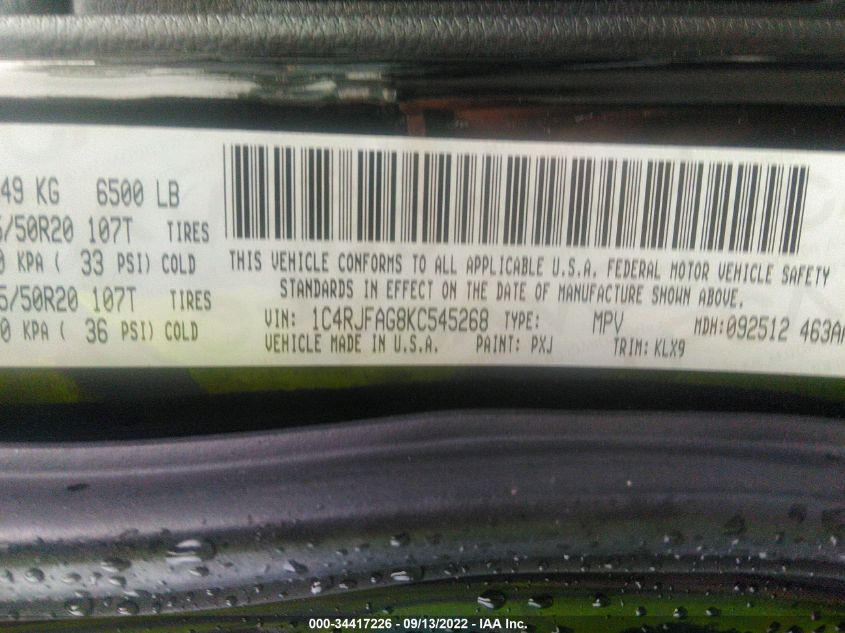 49 KG 6500 LB
/50R20 107T TIRES
0 KPA ( 33 PSI) COLD
5/50R20 107T TIRES
0 KPA ( 36 PSI) COLD
THIS VEHICLE CONFORMS TO ALL APPLICABLE U.S.A. FEDERAL MOTOR VEHICLE SAFETY
STANDARDS IN EFFECT ON THE DATE OF MANUFACTURE SHOWN ABOVE.
VIN: 1C4RJFAG8KC545268 TYPE: MPV MDH:092512 463A
VEHICLE MADE IN U.S.A. PAINT: PXJ TRIM: KLX9
000-34417226 - 09/13/2022 - IAA Inc.